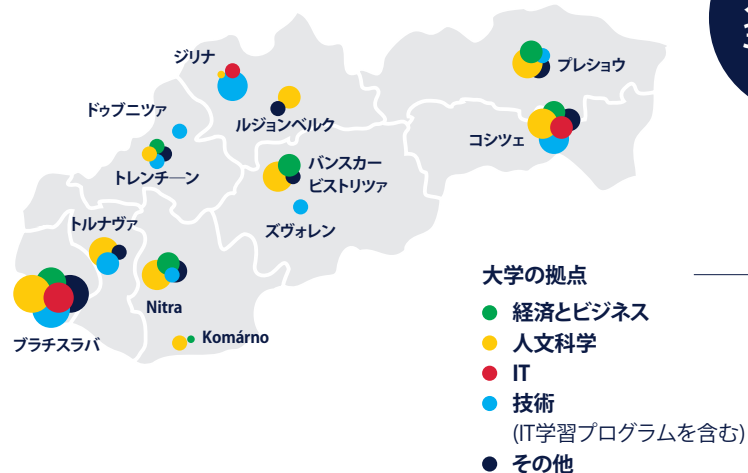 ジリナ
プレショウ
ドゥブニツァ
ルジョンベルク
コシツェ
トレンチーン
バンスカー
ビストリツァ
トルナヴァ
ズヴォレン
Nitra
Komárno
ブラチスラバ
大学の拠点
経済とビジネス
人文科学
IT
技術
(IT学習プログラムを含む)
その他